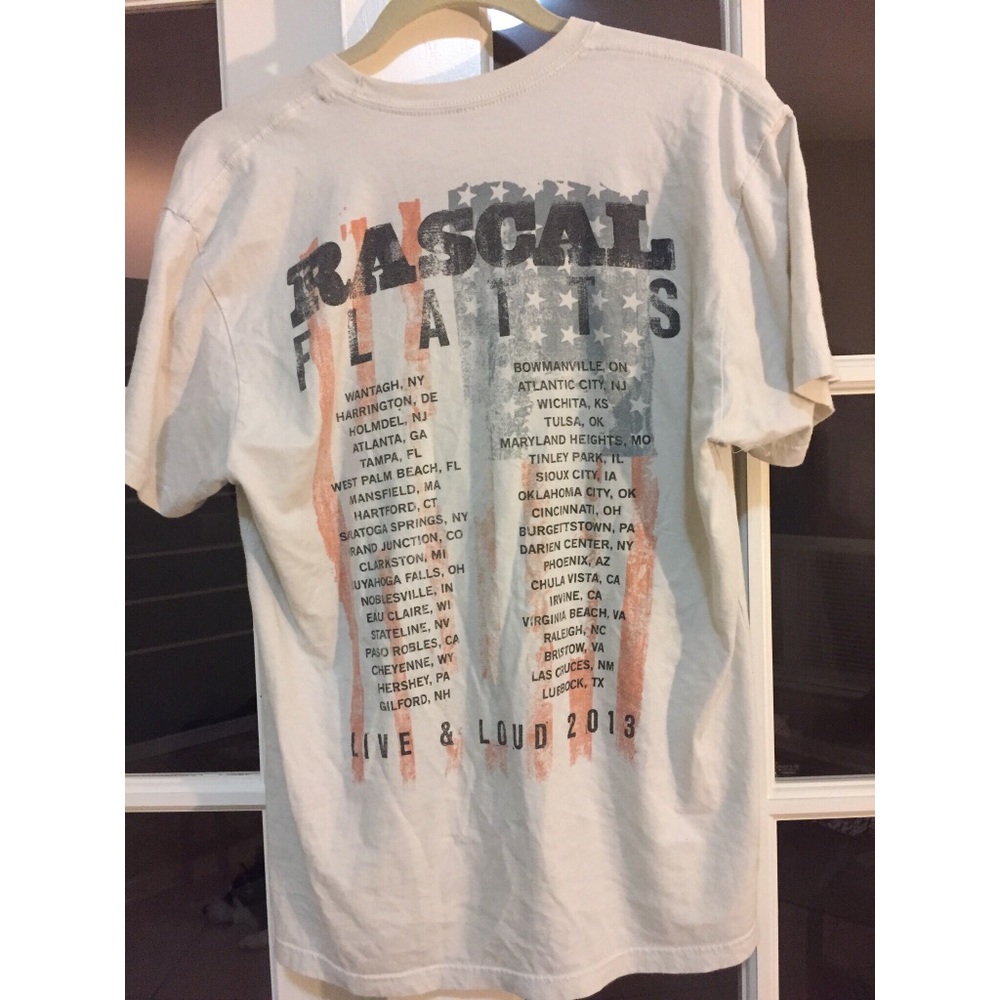 RASCAL
FLATTS
WANTAGH, NY
HARRINGTON, DE
HOLMDEL, NJ
ATLANTA, GA
TAMPA, FL
WEST PALM BEACH, FL
MANSFIELD, MA
HARTFORD, CT
SARATOGA SPRINGS, NY
RAND JUNCTION, CO
CLARKSTON, MI
CUYAHOGA FALLS, OH
NOBLESVILLE, IN
EAU CLAIRE, WI
STATELINE, NV
PASO ROBLES, CA
CHEYENNE, WY
HERSHEY, PA
GILFORD, NH
BOWMANVILLE, ON
ATLANTIC CITY, NJ
WICHITA, KS
TULSA, OK
MARYLAND HEIGHTS, MO
TINLEY PARK, IL
SIOUX CITY, IA
OKLAHOMA CITY, OK
CINCINNATI, OH
BURGETTSTOWN, PA
DARIEN CENTER, NY
PHOENIX, AZ
CHULA VISTA, CA
IRVINE, CA
VIRGINIA BEACH, VA
RALEIGH, NC
BRISTOW, VA
LAS CRUCES, NM
LUBBOCK, TX
LIVE & LOUD 2013